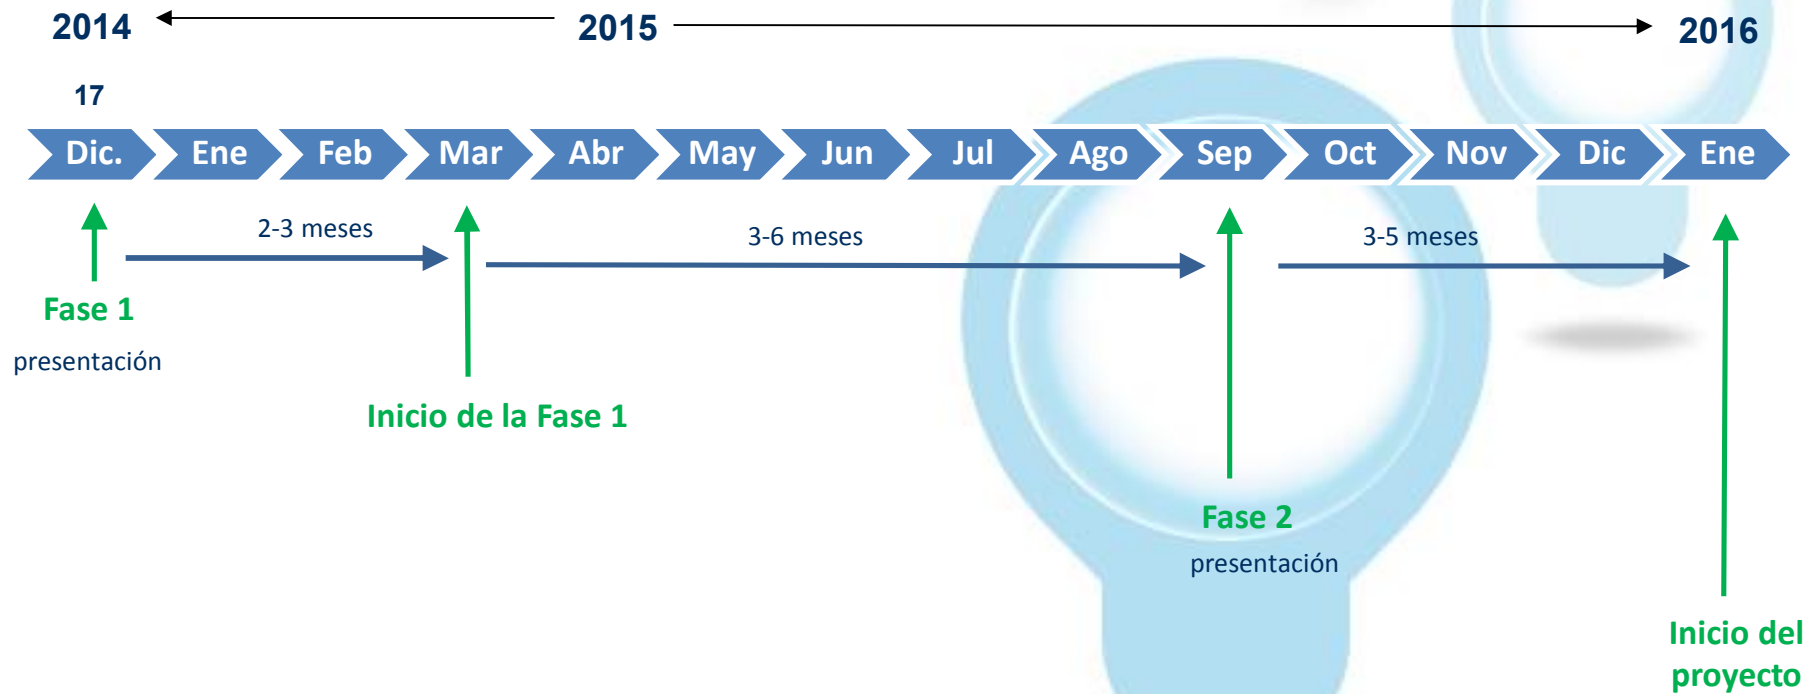 2014
2015
2016
17
Dic.
Ene
Feb
Mar
Abr
May
Jun
Jul
Ago
Sep
Oct
Nov
Dic
Ene
2-3 meses
3-6 meses
3-5 meses
Fase 1
presentación
Inicio de la Fase 1
Fase 2
presentación
Inicio del
proyecto